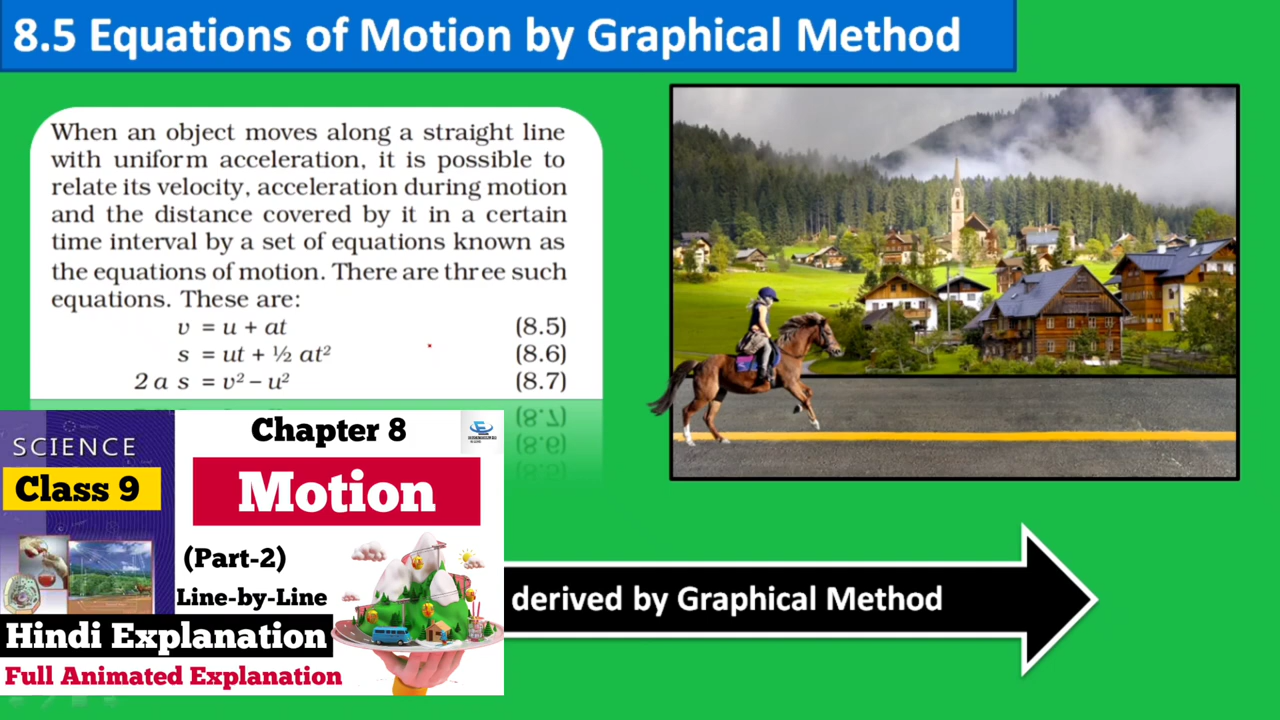 8.5 Equations of Motion by Graphical Method
When an object moves along a straight line
with uniform acceleration, it is possible to
relate its velocity, acceleration during motion
and the distance covered by it in a certain
time interval by a set of equations known as
the equations of motion. There are three such
equations. These are:
v = u + at (8.5)
s = ut + ½ at² (8.6)
2 a s = v² – u² (8.7)
SCIENCE
Class 9
Chapter 8
Motion
(Part-2)
Line-by-Line
Hindi Explanation
Full Animated Explanation
derived by Graphical Method